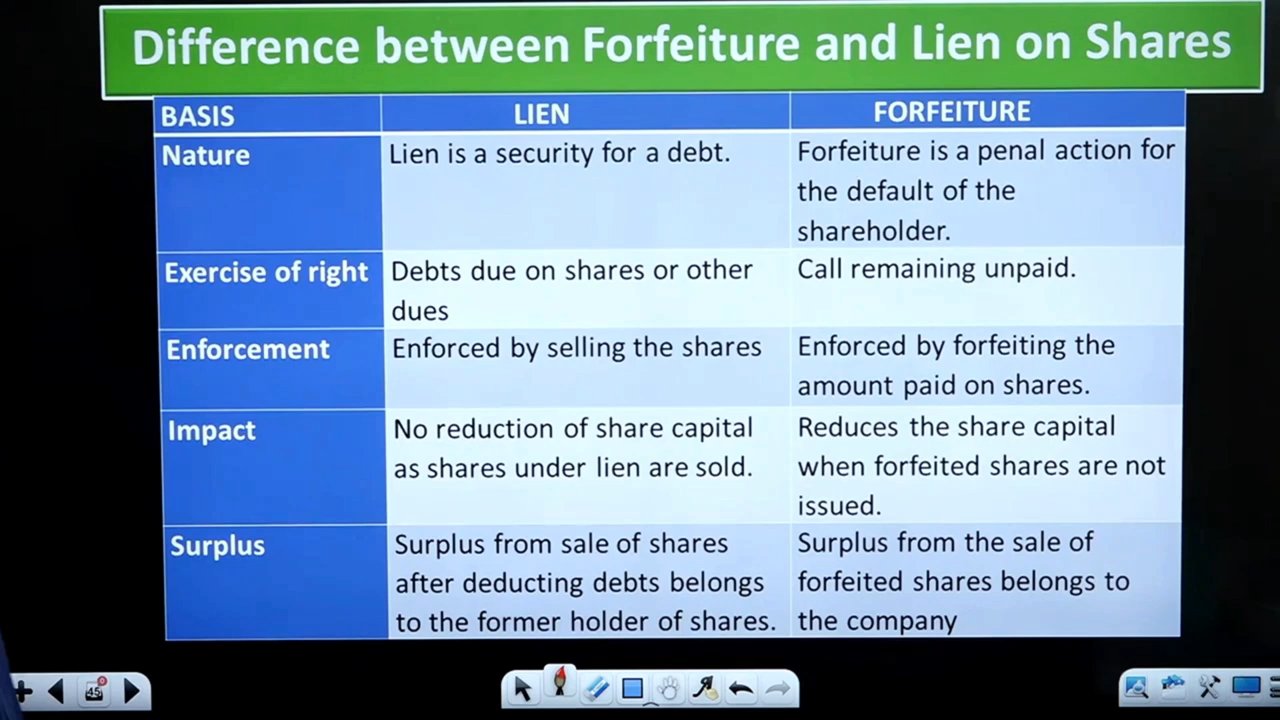 Difference between Forfeiture and Lien on Shares
BASIS
LIEN
FORFEITURE
Nature
Lien is a security for a debt.
Forfeiture is a penal action for
the default of the
shareholder.
Exercise of right
Debts due on shares or other
dues
Call remaining unpaid.
Enforcement
Enforced by selling the shares
Enforced by forfeiting the
amount paid on shares.
Impact
No reduction of share capital
as shares under lien are sold.
Reduces the share capital
when forfeited shares are not
issued.
Surplus
Surplus from sale of shares
after deducting debts belongs
to the former holder of shares.
Surplus from the sale of
forfeited shares belongs to
the company
45